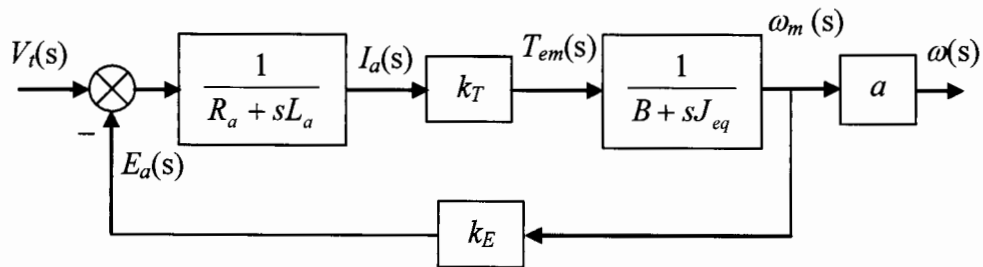 V_t(s)
−
1
R_a + sL_a
I_a(s)
k_T
T_em(s)
1
B + sJ_eq
ω_m (s)
a
ω(s)
E_a(s)
k_E